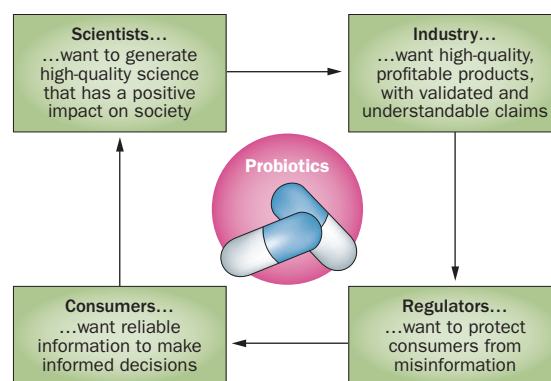 Scientists...
...want to generate
high-quality science
that has a positive
impact on society
Industry...
...want high-quality,
profitable products,
with validated and
understandable claims
Probiotics
Consumers...
...want reliable
information to make
informed decisions
Regulators...
...want to protect
consumers from
misinformation